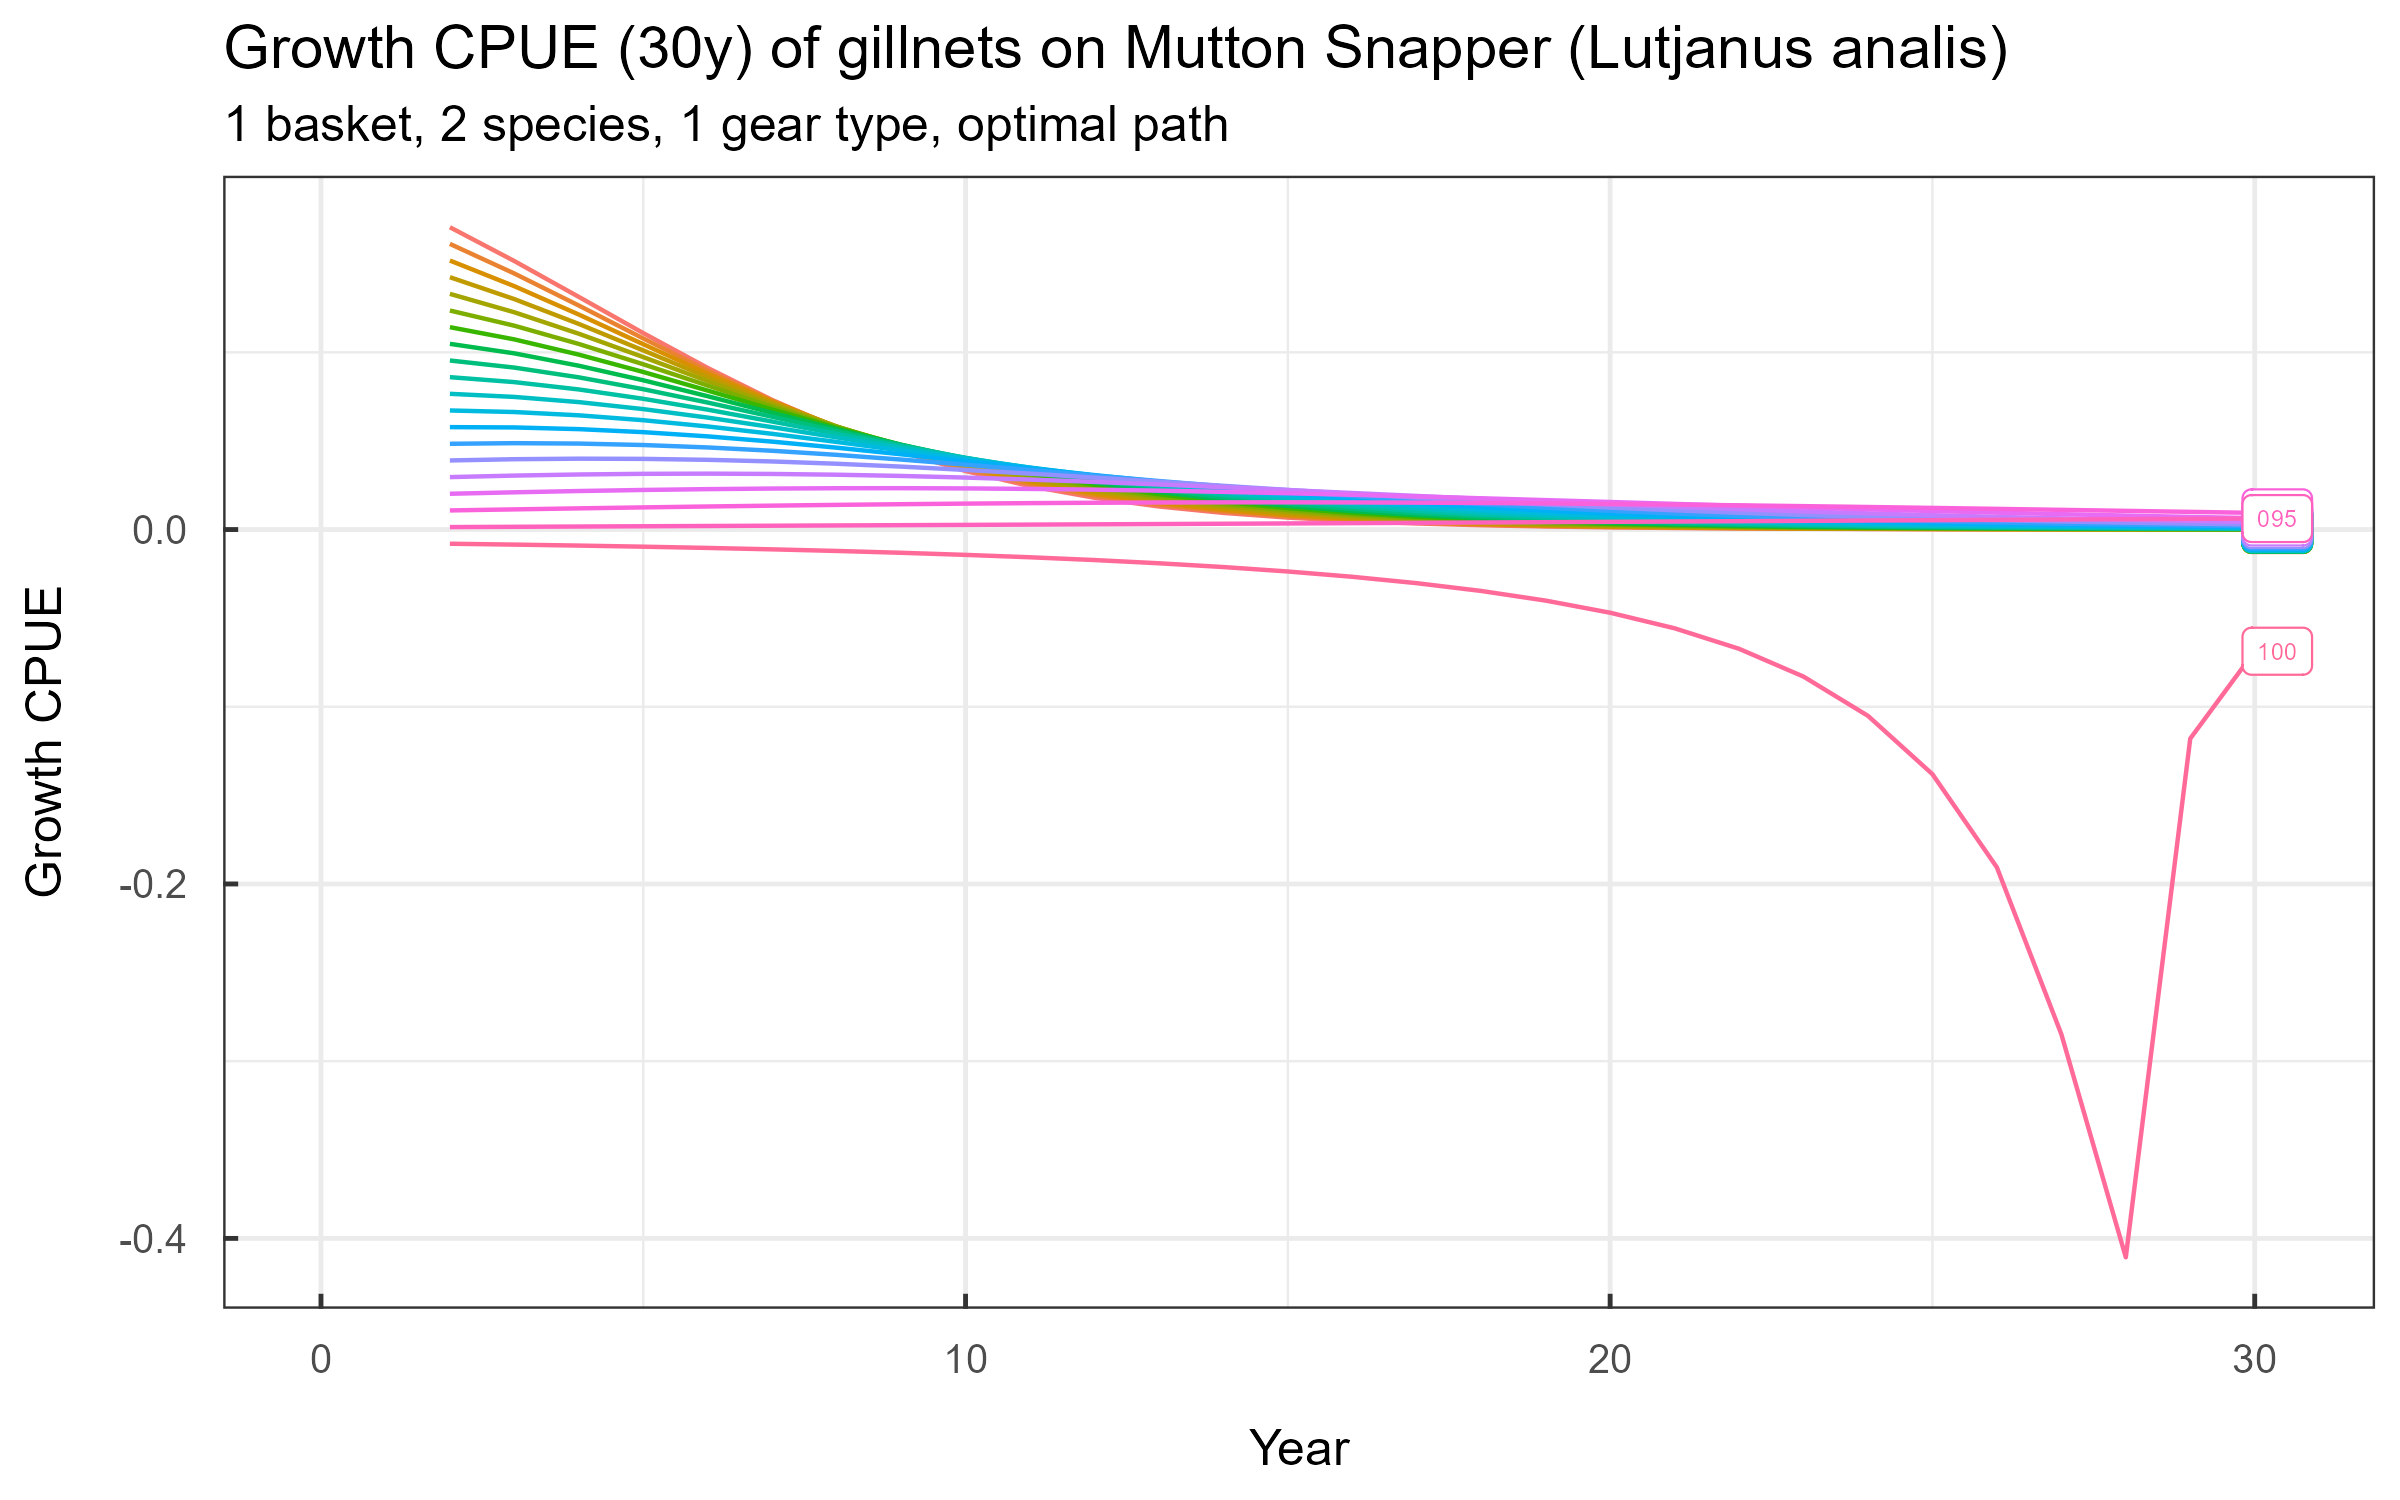 Growth CPUE (30y) of gillnets on Mutton Snapper (Lutjanus analis)
1 basket, 2 species, 1 gear type, optimal path
Growth CPUE
0.0
-0.2
-0.4
095
100
0
10
20
30
Year